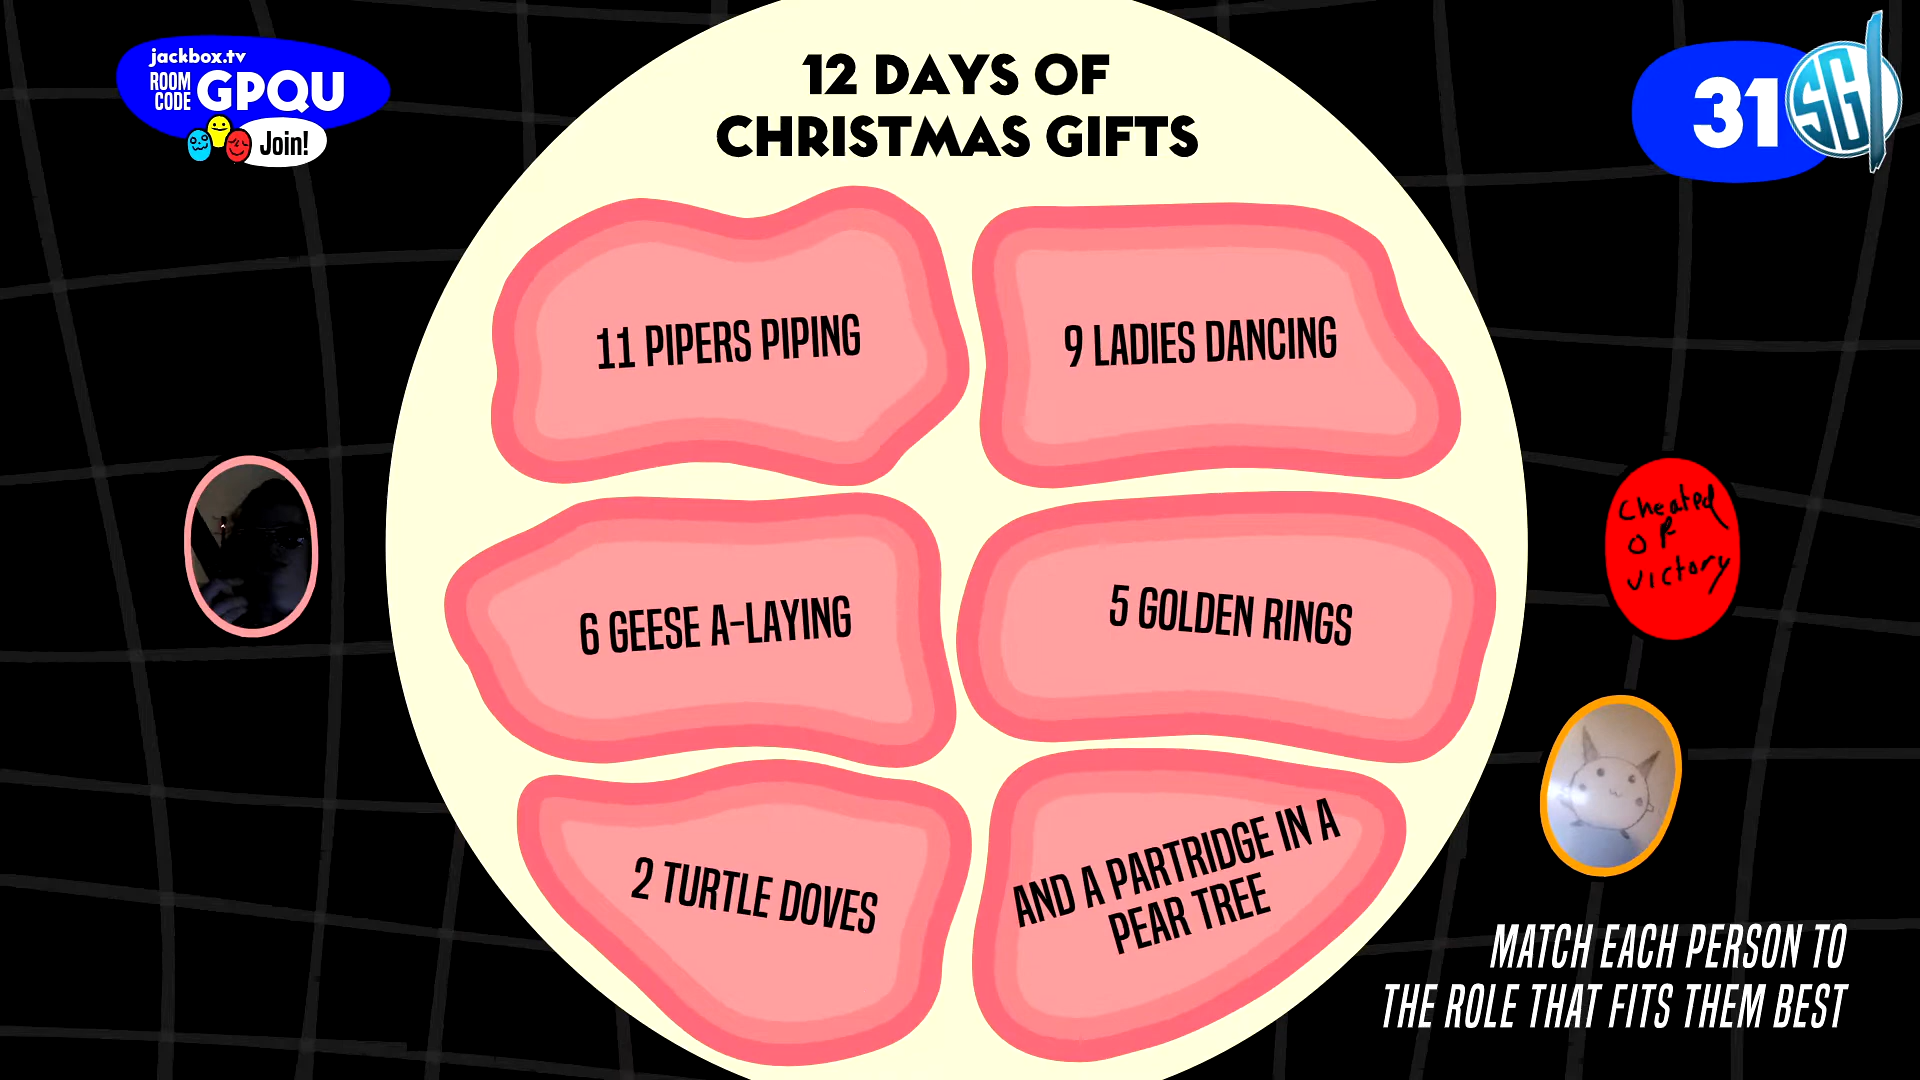 jackbox.tv
ROOM CODE GPQU
Join!
12 DAYS OF
CHRISTMAS GIFTS
31
SG
11 PIPERS PIPING
9 LADIES DANCING
6 GEESE A-LAYING
5 GOLDEN RINGS
Cheated
OF
victory
2 TURTLE DOVES
AND A PARTRIDGE IN A
PEAR TREE
MATCH EACH PERSON TO
THE ROLE THAT FITS THEM BEST